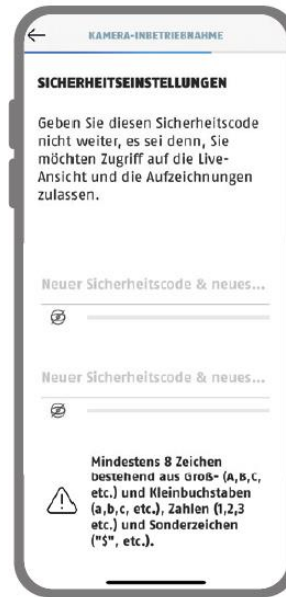 KAMERA-INBETRIEBNAHME
SICHERHEITSEINSTELLUNGEN
Geben Sie diesen Sicherheitscode
nicht weiter, es sei denn, Sie
möchten Zugriff auf die Live-
Ansicht und die Aufzeichnungen
zulassen.
Neuer Sicherheitscode & neues...
Neuer Sicherheitscode & neues...
Mindestens 8 Zeichen
bestehend aus Groß- (A,B,C,
etc.) und Kleinbuchstaben
(a,b,c, etc.), Zahlen (1,2,3
etc.) und Sonderzeichen
("$", etc.).